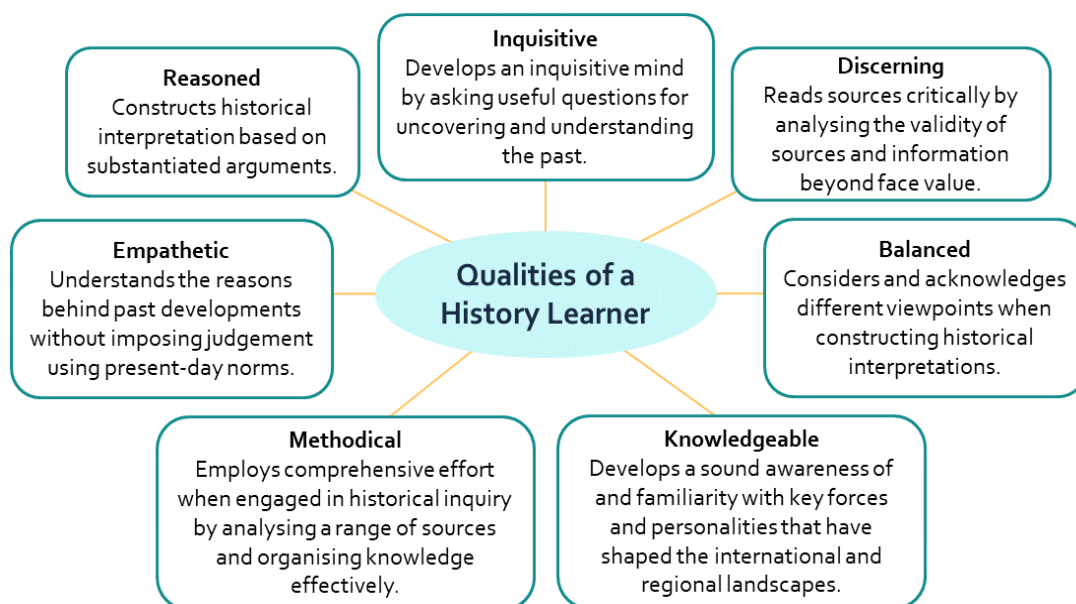 Inquisitive
Develops an inquisitive mind
by asking useful questions for
uncovering and understanding
the past.
Reasoned
Constructs historical
interpretation based on
substantiated arguments.
Discerning
Reads sources critically by
analysing the validity of
sources and information
beyond face value.
Empathetic
Understands the reasons
behind past developments
without imposing judgement
using present-day norms.
Qualities of a
History Learner
Balanced
Considers and acknowledges
different viewpoints when
constructing historical
interpretations.
Methodical
Employs comprehensive effort
when engaged in historical inquiry
by analysing a range of sources
and organising knowledge
effectively.
Knowledgeable
Develops a sound awareness of
and familiarity with key forces
and personalities that have
shaped the international and
regional landscapes.